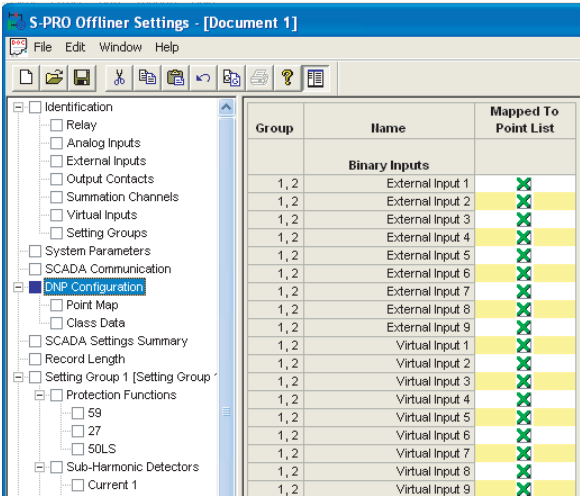 S-PRO Offliner Settings - [Document 1]
File Edit Window Help
Identification
Relay
Analog Inputs
External Inputs
Output Contacts
Summation Channels
Virtual Inputs
Setting Groups
System Parameters
SCADA Communication
DNP Configuration
Point Map
Class Data
SCADA Settings Summary
Record Length
Setting Group 1 [Setting Group
Protection Functions
59
27
50LS
Sub-Harmonic Detectors
Current 1
Group Name Mapped To
Point List
Binary Inputs
1, 2 External Input 1
1, 2 External Input 2
1, 2 External Input 3
1, 2 External Input 4
1, 2 External Input 5
1, 2 External Input 6
1, 2 External Input 7
1, 2 External Input 8
1, 2 External Input 9
1, 2 Virtual Input 1
1, 2 Virtual Input 2
1, 2 Virtual Input 3
1, 2 Virtual Input 4
1, 2 Virtual Input 5
1, 2 Virtual Input 6
1, 2 Virtual Input 7
1, 2 Virtual Input 8
1, 2 Virtual Input 9